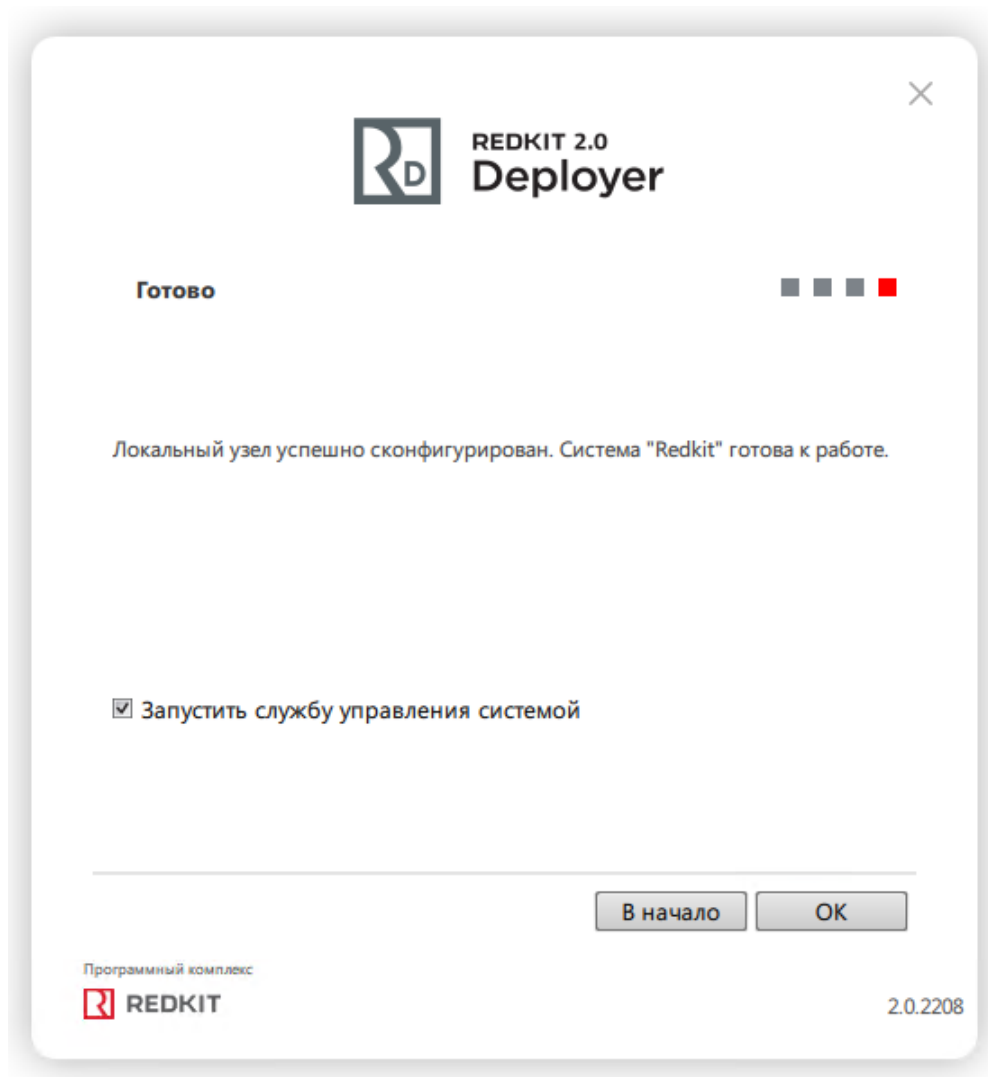 REDKIT 2.0
Deployer
Готово
Локальный узел успешно сконфигурирован. Система "Redkit" готова к работе.
Запустить службу управления системой
В начало OK
Программный комплекс
REDKIT
2.0.2208